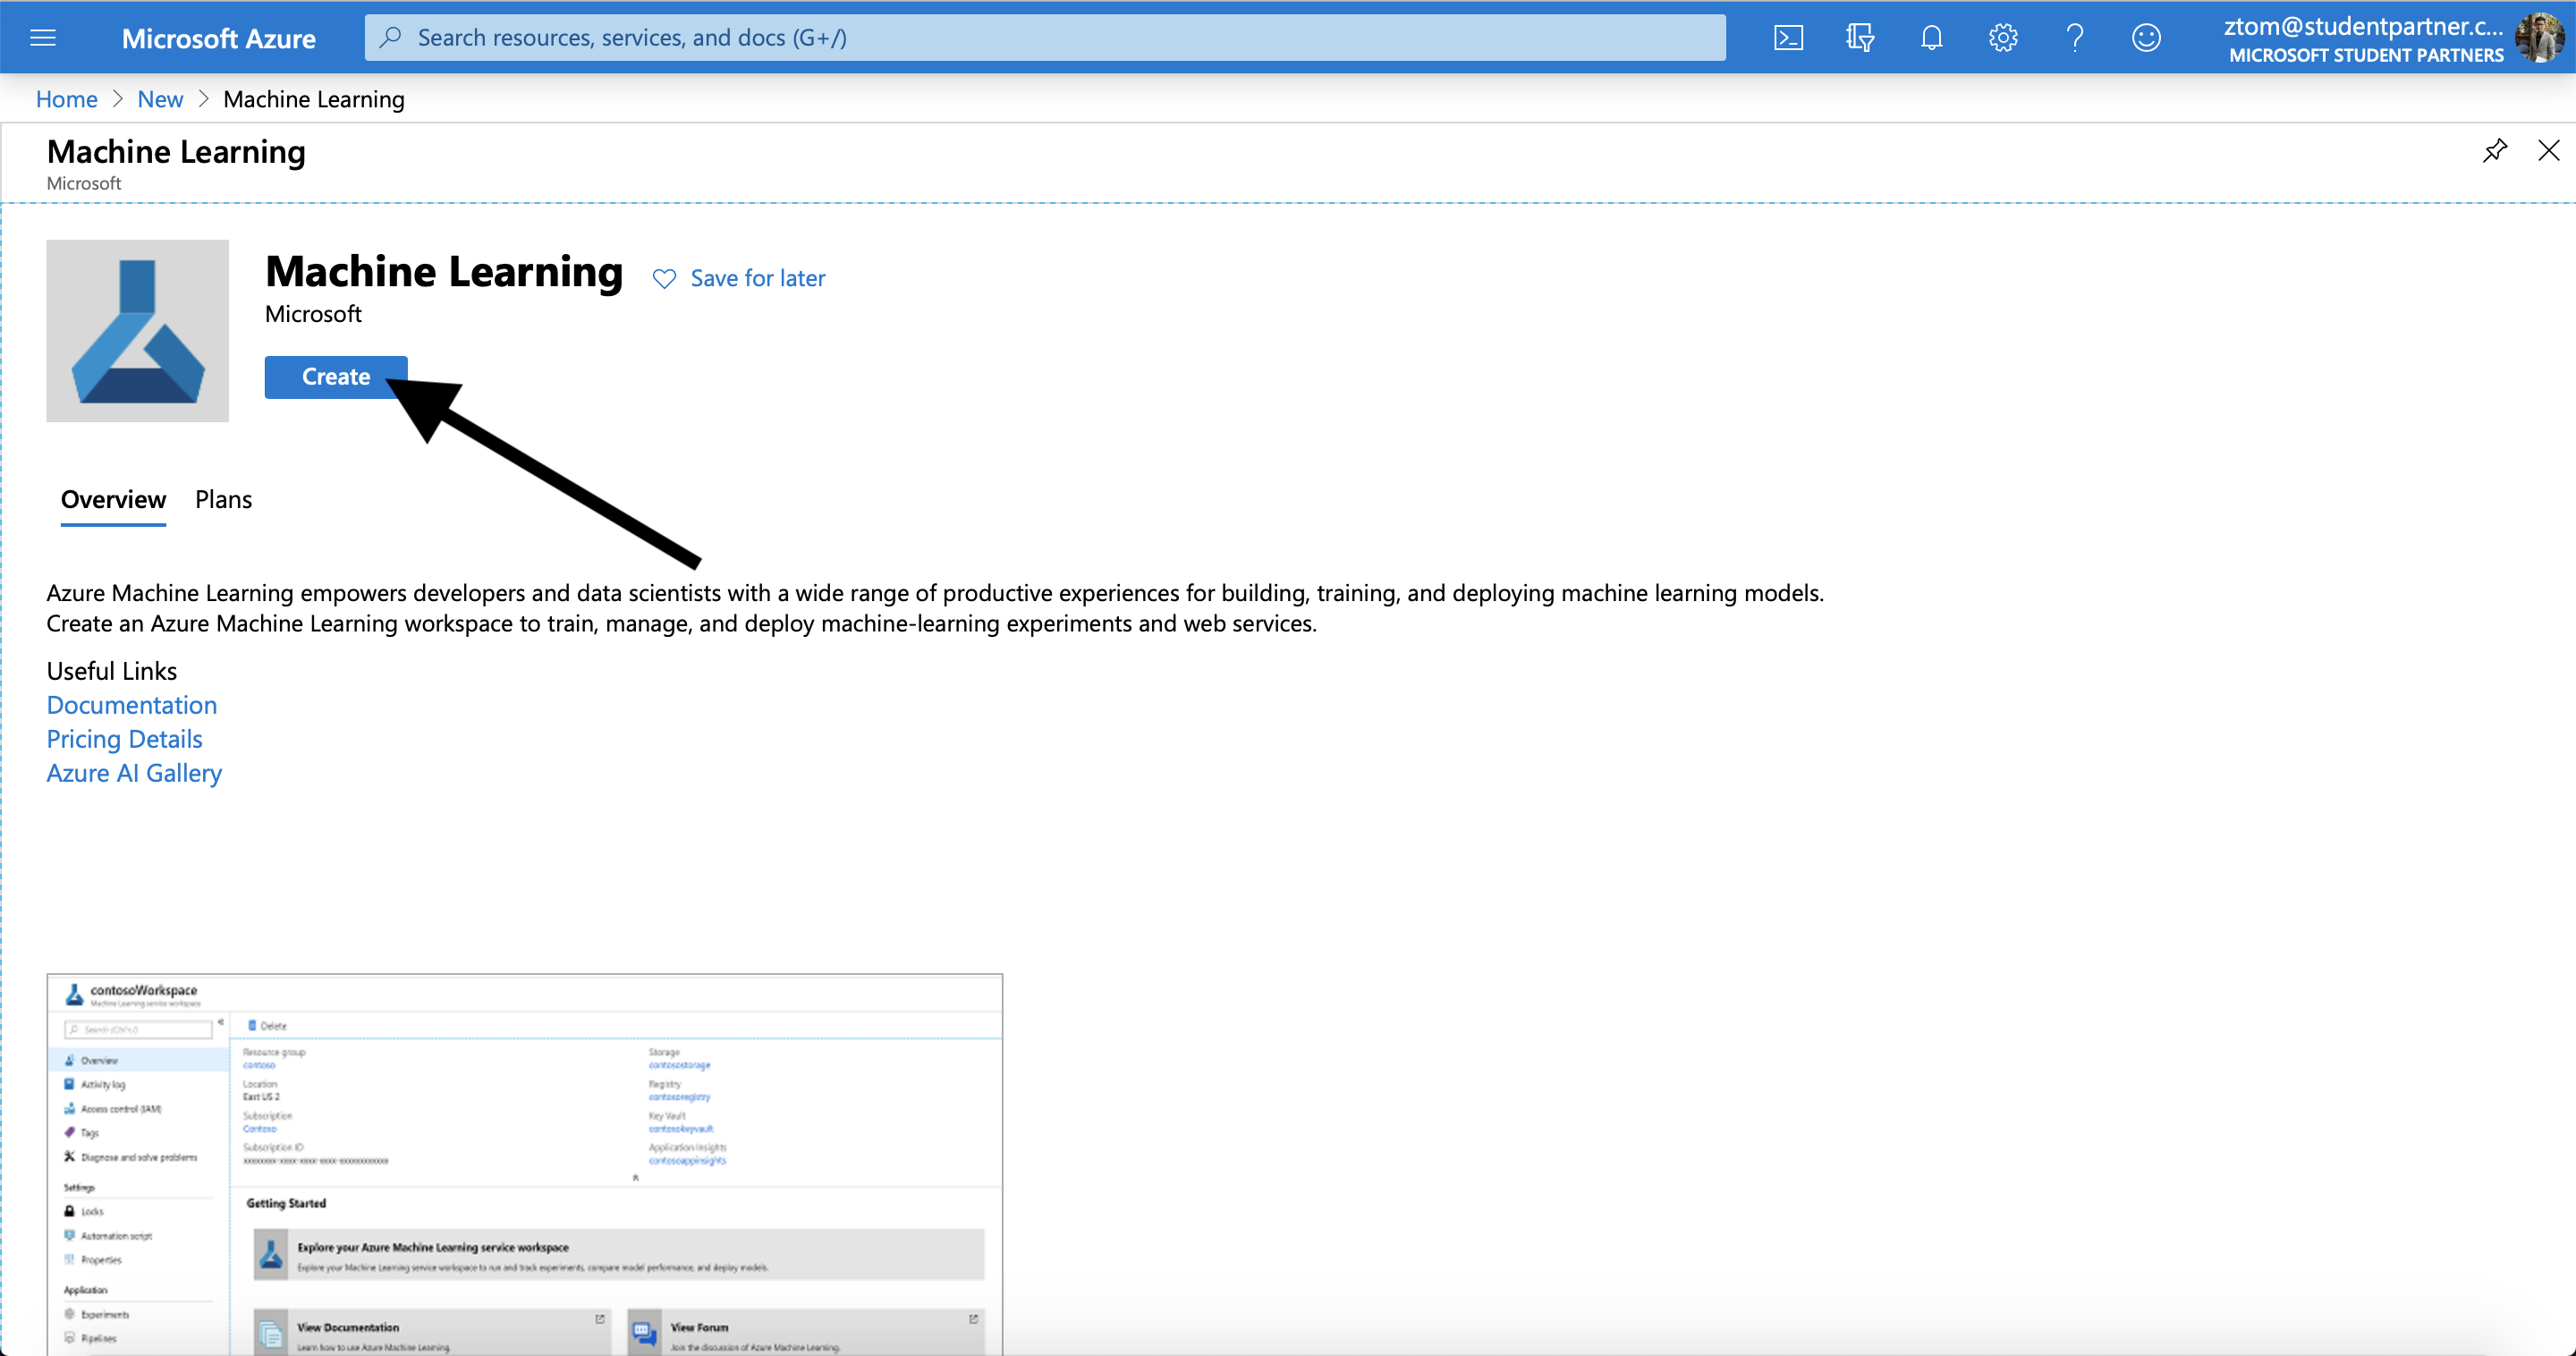 Microsoft Azure
Search resources, services, and docs (G+/)
ztom@studentpartner.c...
MICROSOFT STUDENT PARTNERS
Home > New > Machine Learning
Machine Learning
Microsoft
Machine Learning
Save for later
Microsoft
Create
Overview Plans
Azure Machine Learning empowers developers and data scientists with a wide range of productive experiences for building, training, and deploying machine learning models.
Create an Azure Machine Learning workspace to train, manage, and deploy machine-learning experiments and web services.
Useful Links
Documentation
Pricing Details
Azure AI Gallery
contosoWorkspace
Machine Learning service workspace
Search (Ctrl+/)
Overview
Activity log
Access control (IAM)
Tags
Diagnose and solve problems
Settings
Locks
Automation script
Properties
Application
Experiments
Pipelines
Delete
Resource group
contoso
Location
East US 2
Subscription
Contoso
Subscription ID
Storage
contosostorage
Registry
contosoregistry
Key Vault
contosokeyvault
Application Insights
contosoappinsights
Getting Started
Explore your Azure Machine Learning service workspace
Explore your Machine Learning service workspace to run and track experiments, compare model performance, and deploy models.
View Documentation
Learn how to use Azure Machine Learning.
View Forum
Join the discussion of Azure Machine Learning.